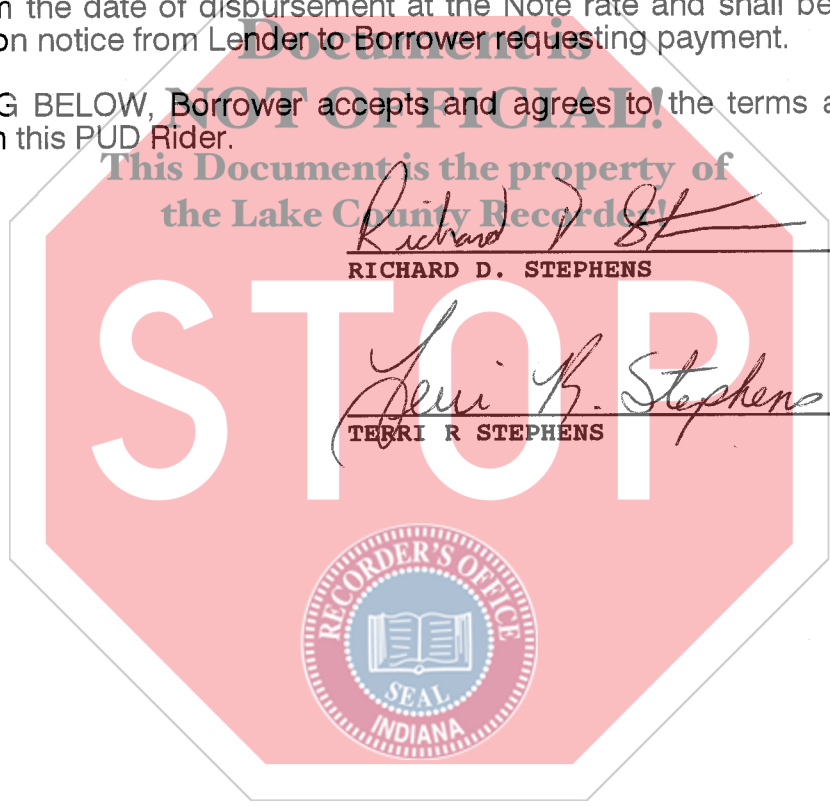 m the date of disbursement at the Note rate and shall be
on notice from Lender to Borrower requesting payment.
Document is
G BELOW, Borrower accepts and agrees to the terms a
NOT OFFICIAL!
n this PUD Rider.
This Document is the property of
the Lake County Recorder!
Richard D St
RICHARD D. STEPHENS
STOP
Terri R. Stephens
TERRI R STEPHENS
RECORDER'S OFFICE
SEAL
INDIANA